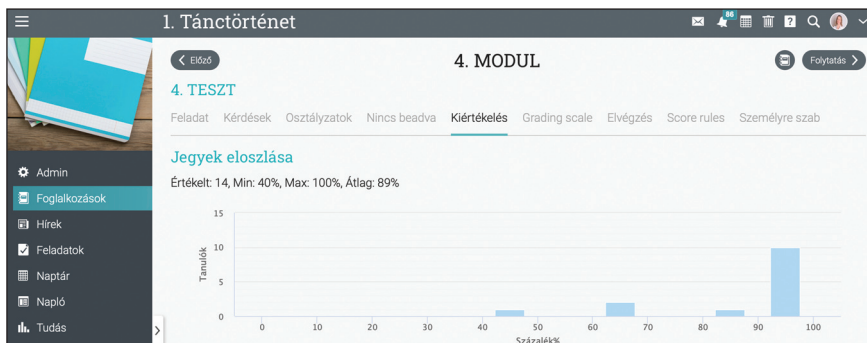 1. Tánctörténet
86
?
Előző
4. MODUL
Folytatás
4. TESZT
Feladat Kérdések Osztályzatok Nincs beadva Kiértékelés Grading scale Elvégzés Score rules Személyre szab
Jegyek eloszlása
Értékelt: 14, Min: 40%, Max: 100%, Átlag: 89%
Admin
Foglalkozások
Hírek
Feladatok
Naptár
Napló
Tudás
15
10
5
0
Tanulók
0 10 20 30 40 50 60 70 80 90 100
Százalék%